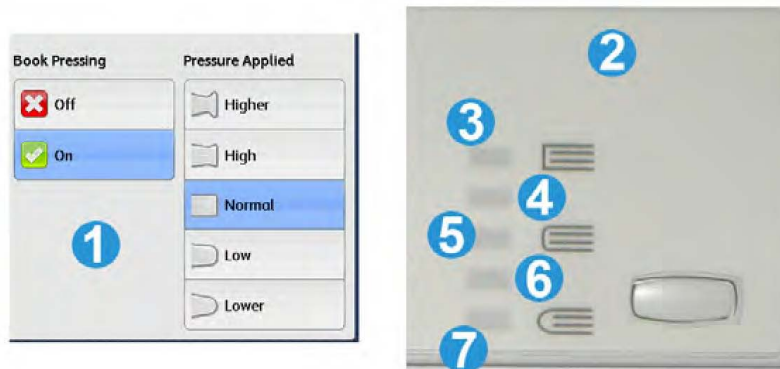 Book Pressing
Pressure Applied
Off
On
Higher
High
Normal
Low
Lower
1
2
3
4
5
6
7